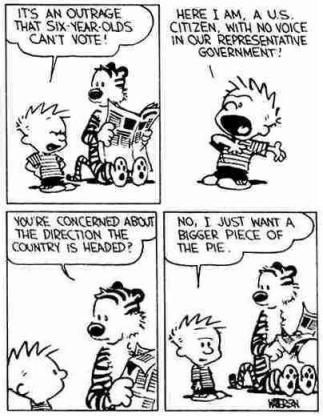 IT'S AN OUTRAGE
THAT SIX-YEAR-OLDS
CAN'T VOTE!
HERE I AM, A U.S.
CITIZEN, WITH NO VOICE
IN OUR REPRESENTATIVE
GOVERNMENT!
YOU'RE CONCERNED ABOUT
THE DIRECTION THE
COUNTRY IS HEADED?
NO, I JUST WANT A
BIGGER PIECE OF
THE PIE.
WATTERSON